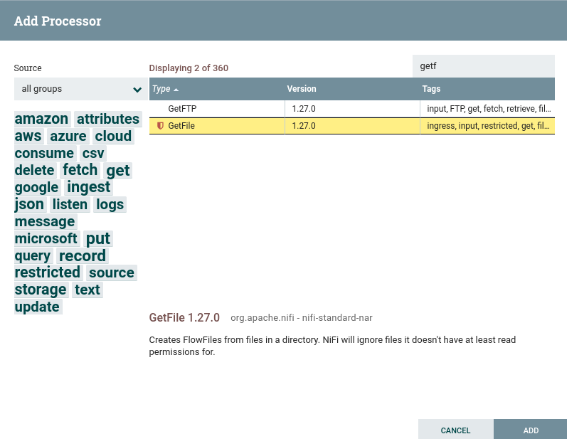 Add Processor
Source
Displaying 2 of 360
getf
all groups
Type Version Tags
GetFTP 1.27.0 input, FTP, get, fetch, retrieve, fil...
GetFile 1.27.0 ingress, input, restricted, get, fil...
amazon attributes
aws azure cloud
consume csv
delete fetch get
google ingest
json listen logs
message
microsoft put
query record
restricted source
storage text
update
GetFile 1.27.0 org.apache.nifi - nifi-standard-nar
Creates FlowFiles from files in a directory. NiFi will ignore files it doesn't have at least read
permissions for.
CANCEL ADD